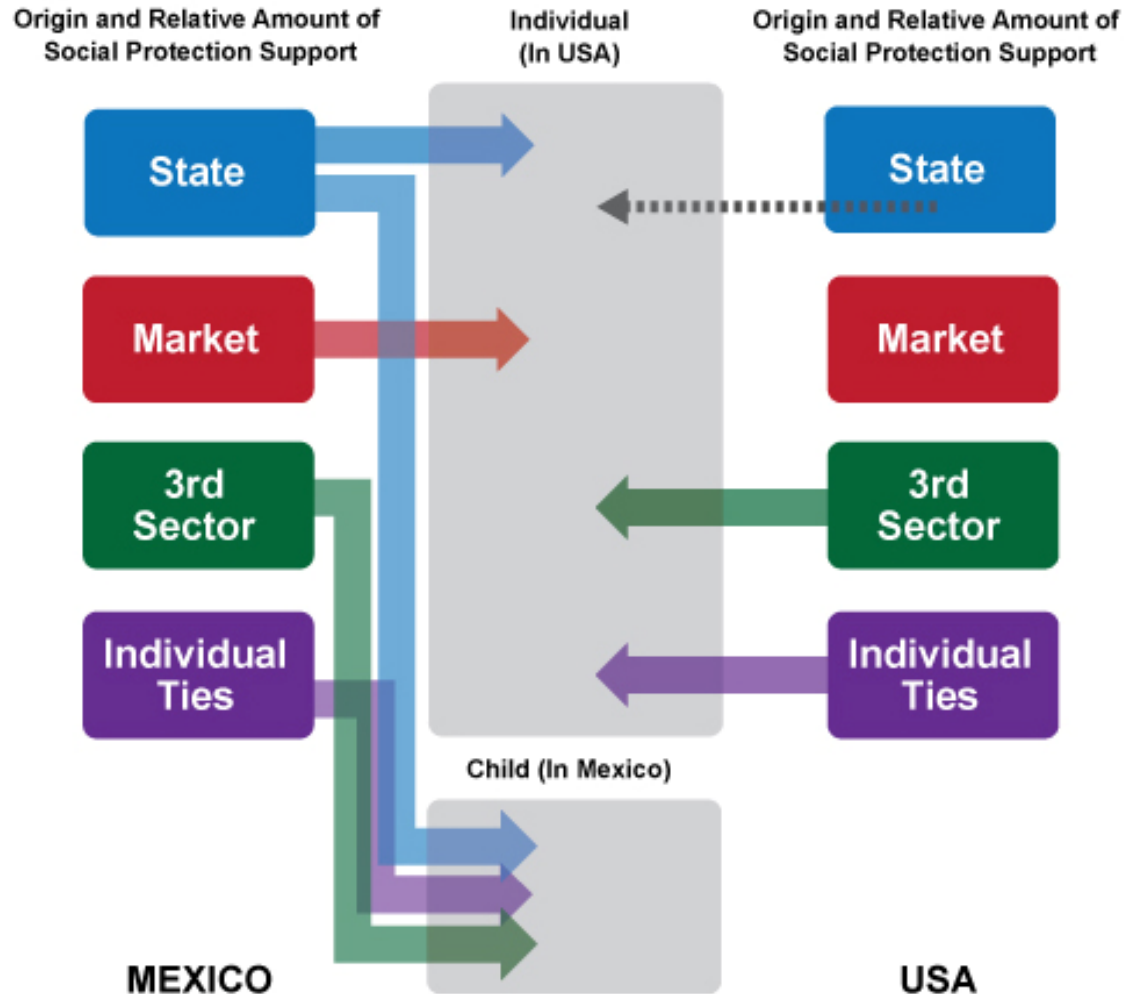 Origin and Relative Amount of
Social Protection Support
Individual
(In USA)
Origin and Relative Amount of
Social Protection Support
State
State
Market
Market
3rd
Sector
3rd
Sector
Individual
Ties
Individual
Ties
Child (In Mexico)
MEXICO
USA